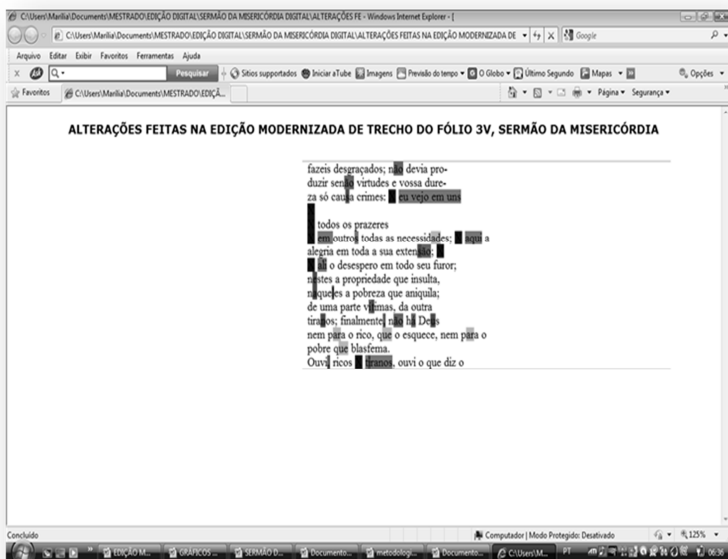 C:\Users\Marília\Documents\MESTRADO\EDIÇÃO DIGITAL\SERMÃO DA MISERICÓRDIA DIGITAL\ALTERAÇÕES FE - Windows Internet Explorer - [
C:\Users\Marília\Documents\MESTRADO\EDIÇÃO DIGITAL\SERMÃO DA MISERICÓRDIA DIGITAL\ALTERAÇÕES FEITAS NA EDIÇÃO MODERNIZADA DE Google
Arquivo Editar Exibir Favoritos Ferramentas Ajuda
X Q Pesquisar Sitios supportados Iniciar aTube Imagens Previsão do tempo O Globo Último Segundo Mapas Opções
Favoritos C:\Users\Marília\Documents\MESTRADO\EDIÇÃ... Página Segurança
ALTERAÇÕES FEITAS NA EDIÇÃO MODERNIZADA DE TRECHO DO FÓLIO 3V, SERMÃO DA MISERICÓRDIA
fazeis desgraçados; não devia pro-
duzir senão virtudes e vossa dure-
za só causa crimes: eu vejo em uns
todos os prazeres
em outros todas as necessidades; aqui a
alegria em toda a sua extensão;
ali o desespero em todo seu furor;
nestes a propriedade que insulta,
naqueles a pobreza que aniquila;
de uma parte vítimas, da outra
tiranos; finalmente não há Deus
nem para o rico, que o esquece, nem para o
pobre que blasfema.
Ouvi ricos tiranos, ouvi o que diz o
Concluído Computador | Modo Protegido: Desativado 125%
EDIÇÃO M... GRÁFICOS ... SERMÃO D... Documento... metodologi... Documento... C:\Users\M... PT